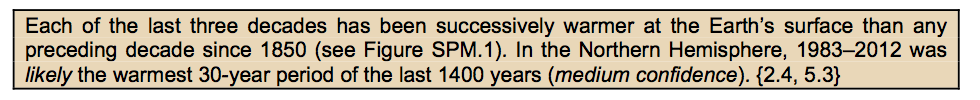 Each of the last three decades has been successively warmer at the Earth’s surface than any
preceding decade since 1850 (see Figure SPM.1). In the Northern Hemisphere, 1983–2012 was
likely the warmest 30-year period of the last 1400 years (medium confidence). {2.4, 5.3}